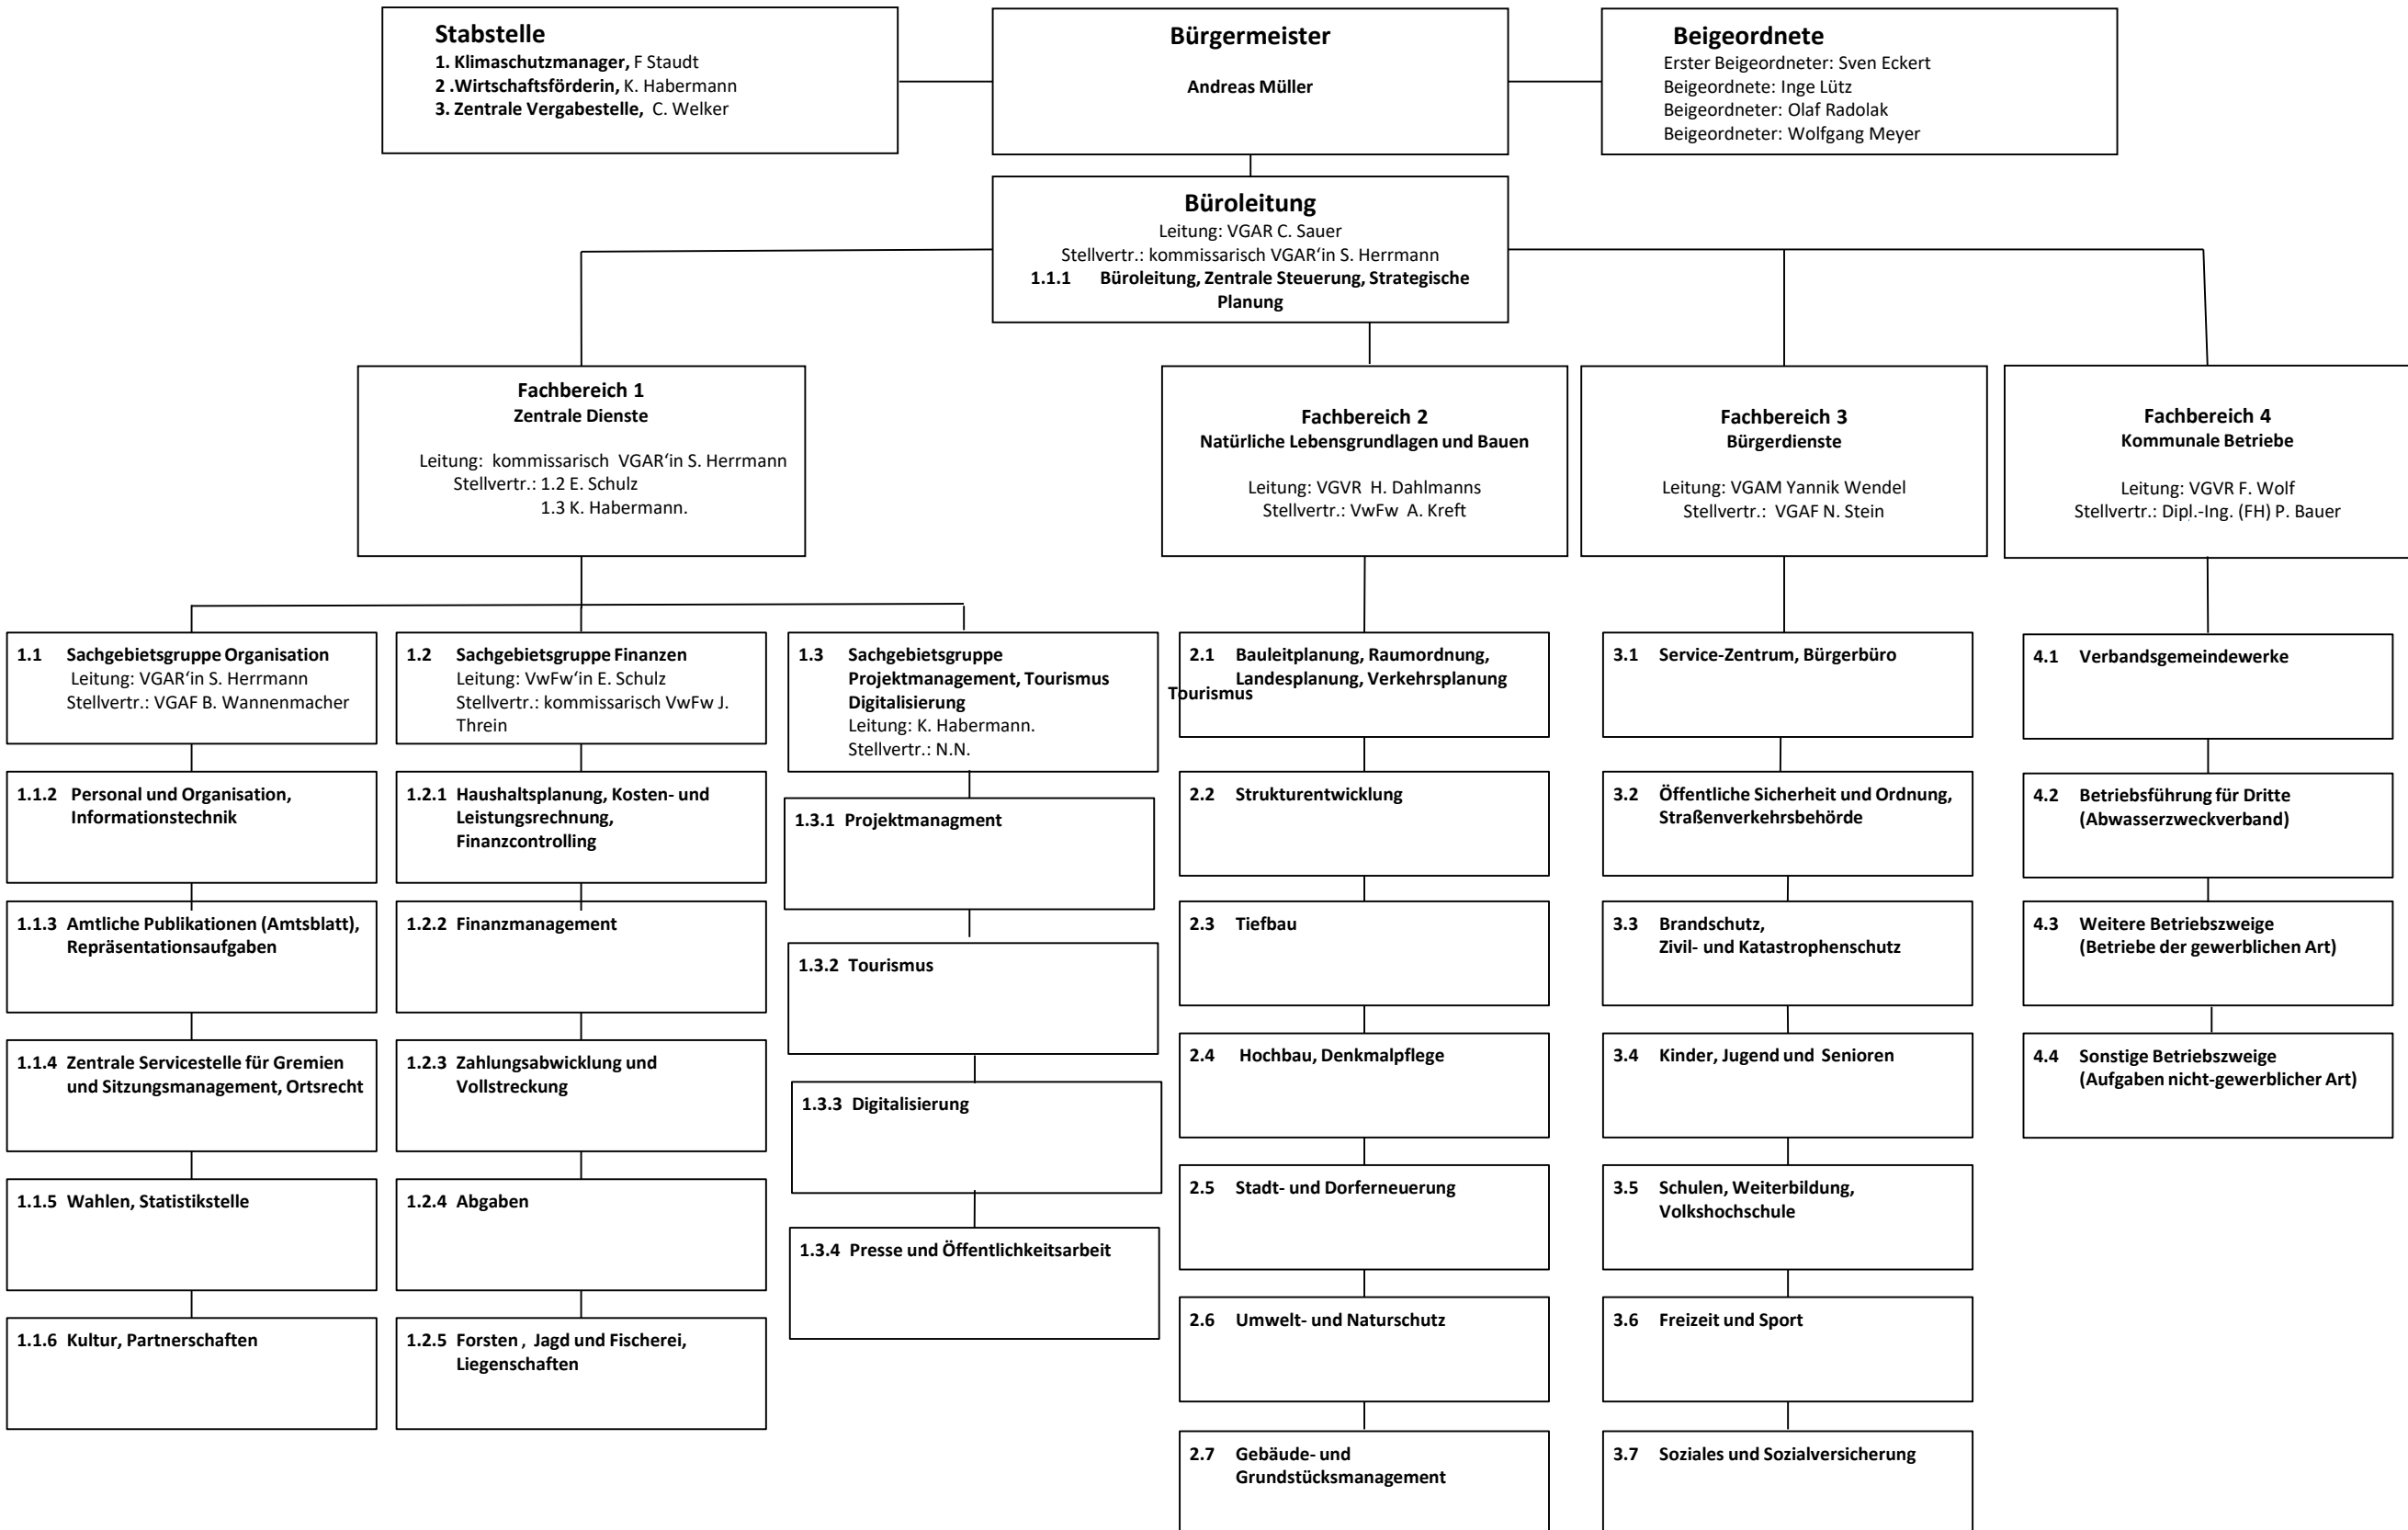 Stabstelle
1. Klimaschutzmanager, F Staudt
2 .Wirtschaftsförderin, K. Habermann
3. Zentrale Vergabestelle, C. Welker
Bürgermeister
Andreas Müller
Beigeordnete
Erster Beigeordneter: Sven Eckert
Beigeordnete: Inge Lütz
Beigeordneter: Olaf Radolak
Beigeordneter: Wolfgang Meyer
Büroleitung
Leitung: VGAR C. Sauer
Stellvertr.: kommissarisch VGAR‘in S. Herrmann
1.1.1 Büroleitung, Zentrale Steuerung, Strategische
Planung
Fachbereich 1
Zentrale Dienste
Leitung: kommissarisch VGAR‘in S. Herrmann
Stellvertr.: 1.2 E. Schulz
1.3 K. Habermann.
Fachbereich 2
Natürliche Lebensgrundlagen und Bauen
Leitung: VGVR H. Dahlmanns
Stellvertr.: VwFw A. Kreft
Fachbereich 3
Bürgerdienste
Leitung: VGAM Yannik Wendel
Stellvertr.: VGAF N. Stein
Fachbereich 4
Kommunale Betriebe
Leitung: VGVR F. Wolf
Stellvertr.: Dipl.-Ing. (FH) P. Bauer
1.1 Sachgebietsgruppe Organisation
Leitung: VGAR‘in S. Herrmann
Stellvertr.: VGAF B. Wannenmacher
1.1.2 Personal und Organisation,
Informationstechnik
1.1.3 Amtliche Publikationen (Amtsblatt),
Repräsentationsaufgaben
1.1.4 Zentrale Servicestelle für Gremien
und Sitzungsmanagement, Ortsrecht
1.1.5 Wahlen, Statistikstelle
1.1.6 Kultur, Partnerschaften
1.2 Sachgebietsgruppe Finanzen
Leitung: VwFw‘in E. Schulz
Stellvertr.: kommissarisch VwFw J.
Threin
1.2.1 Haushaltsplanung, Kosten- und
Leistungsrechnung,
Finanzcontrolling
1.2.2 Finanzmanagement
1.2.3 Zahlungsabwicklung und
Vollstreckung
1.2.4 Abgaben
1.2.5 Forsten , Jagd und Fischerei,
Liegenschaften
1.3 Sachgebietsgruppe
Projektmanagement, Tourismus
Digitalisierung
Leitung: K. Habermann.
Stellvertr.: N.N.
1.3.1 Projektmanagment
1.3.2 Tourismus
1.3.3 Digitalisierung
1.3.4 Presse und Öffentlichkeitsarbeit
2.1 Bauleitplanung, Raumordnung,
Landesplanung, Verkehrsplanung
Tourismus
2.2 Strukturentwicklung
2.3 Tiefbau
2.4 Hochbau, Denkmalpflege
2.5 Stadt- und Dorferneuerung
2.6 Umwelt- und Naturschutz
2.7 Gebäude- und
Grundstücksmanagement
3.1 Service-Zentrum, Bürgerbüro
3.2 Öffentliche Sicherheit und Ordnung,
Straßenverkehrsbehörde
3.3 Brandschutz,
Zivil- und Katastrophenschutz
3.4 Kinder, Jugend und Senioren
3.5 Schulen, Weiterbildung,
Volkshochschule
3.6 Freizeit und Sport
3.7 Soziales und Sozialversicherung
4.1 Verbandsgemeindewerke
4.2 Betriebsführung für Dritte
(Abwasserzweckverband)
4.3 Weitere Betriebszweige
(Betriebe der gewerblichen Art)
4.4 Sonstige Betriebszweige
(Aufgaben nicht-gewerblicher Art)